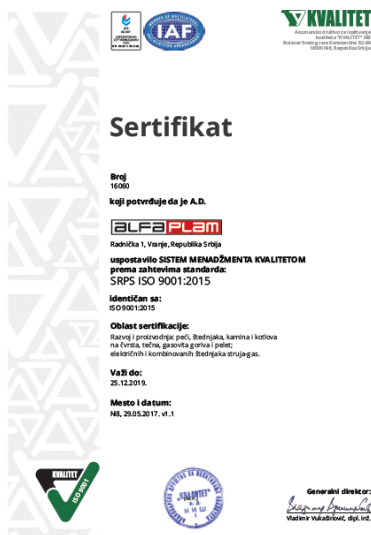 KVALITET
Akcionarsko društvo za ispitivanje
kvaliteta "KVALITET" Niš
Bulevar Svetog cara Konstantina 82-86
18000 Niš, Republika Srbija
IAF
Sertifikat
Broj
16060
koji potvrđuje da je A.D.
ALFA PLAM
Radnička 1, Vranje, Republika Srbija
uspostavilo SISTEM MENADŽMENTA KVALITETOM
prema zahtevima standarda:
SRPS ISO 9001:2015
identičan sa:
ISO 9001:2015
Oblast sertifikacije:
Razvoj i proizvodnja: peći, štednjaka, kamina i kotlova
na čvrsta, tečna, gasovita goriva i pelet;
električnih i kombinovanih štednjaka struja-gas.
Važi do:
25.12.2019.
Mesto i datum:
Niš, 29.05.2017. v1.1
KVALITET
ISO 9001
Generalni direktor:
Vladimir Vukašinović, dipl. inž.